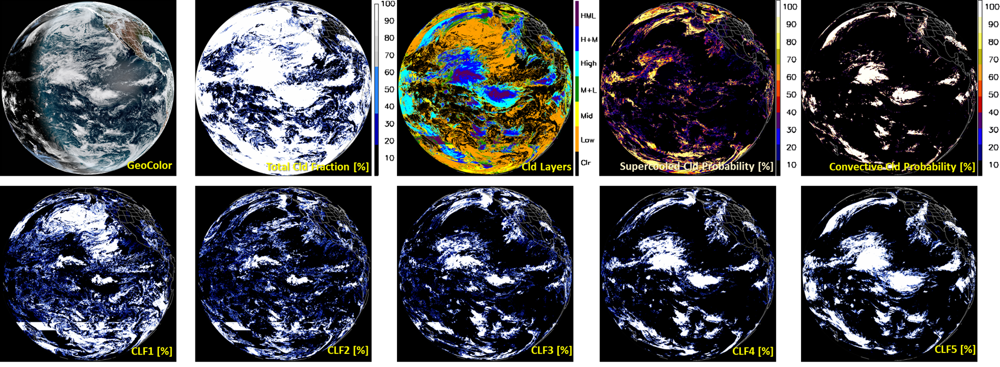 GeoColor
Total Cld Fraction [%]
100
90
80
70
60
50
40
30
20
10
Cld Layers
HML
H+M
High
M+L
Mid
Low
Clr
Supercooled Cld Probability [%]
100
90
80
70
60
50
40
30
20
10
Convective Cld Probability [%]
100
90
80
70
60
50
40
30
20
10
CLF1 [%]
CLF2 [%]
CLF3 [%]
CLF4 [%]
CLF5 [%]